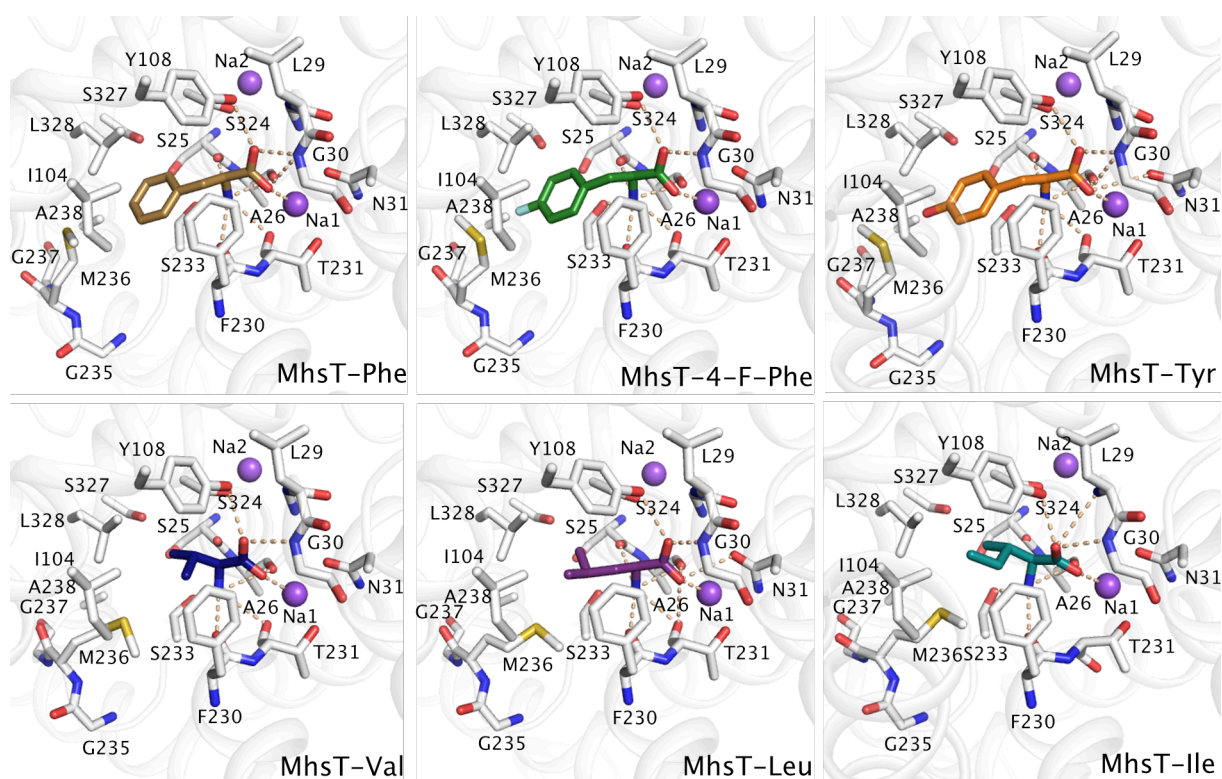 Y108
Na2
L29
S327
L328
S25
S324
G30
I104
A238
A26
Na1
N31
G237
M236
S233
T231
F230
G235
MhsT-Phe
Y108
Na2
L29
S327
L328
S25
S324
G30
I104
A238
A26
Na1
N31
G237
M236
S233
T231
F230
G235
MhsT-4-F-Phe
Y108
Na2
L29
S327
L328
S25
S324
G30
I104
A238
A26
Na1
N31
G237
M236
S233
T231
F230
G235
MhsT-Tyr
Y108
Na2
L29
S327
L328
S25
S324
G30
I104
A238
G237
A26
Na1
N31
M236
S233
T231
F230
G235
MhsT-Val
Y108
Na2
L29
S327
L328
S25
S324
G30
I104
A238
G237
A26
Na1
N31
M236
S233
T231
F230
G235
MhsT-Leu
Y108
Na2
L29
S327
L328
S25
S324
G30
I104
A238
G237
A26
Na1
N31
M236
S233
T231
F230
G235
MhsT-Ile